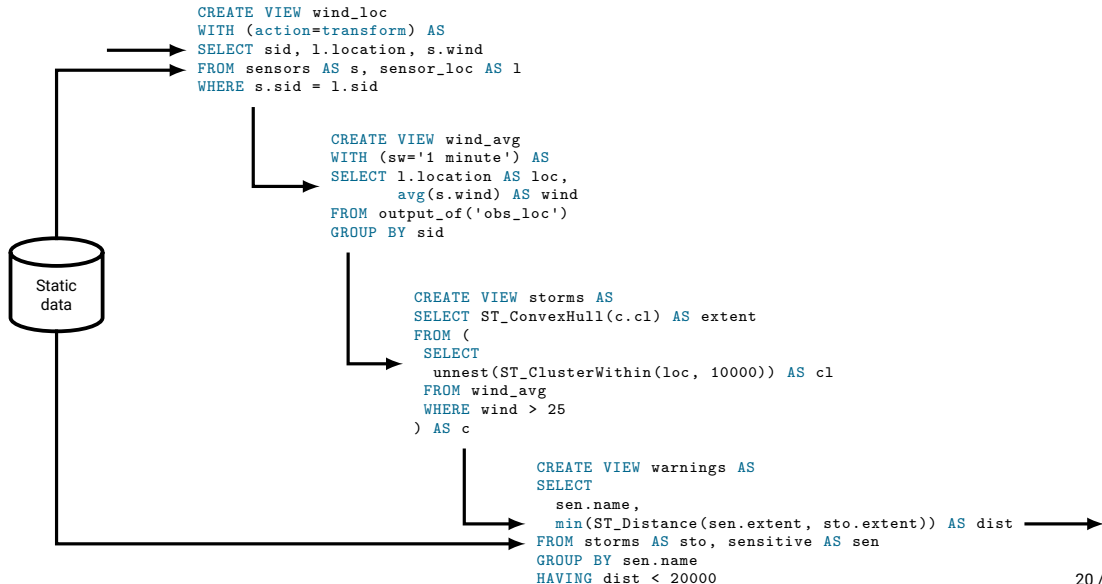 CREATE VIEW wind_loc
WITH (action=transform) AS
SELECT sid, l.location, s.wind
FROM sensors AS s, sensor_loc AS l
WHERE s.sid = l.sid
CREATE VIEW wind_avg
WITH (sw='1 minute') AS
SELECT l.location AS loc,
avg(s.wind) AS wind
FROM output_of('obs_loc')
GROUP BY sid
Static
data
CREATE VIEW storms AS
SELECT ST_ConvexHull(c.cl) AS extent
FROM (
SELECT
unnest(ST_ClusterWithin(loc, 10000)) AS cl
FROM wind_avg
WHERE wind > 25
) AS c
CREATE VIEW warnings AS
SELECT
sen.name,
min(ST_Distance(sen.extent, sto.extent)) AS dist
FROM storms AS sto, sensitive AS sen
GROUP BY sen.name
HAVING dist < 20000
20 /